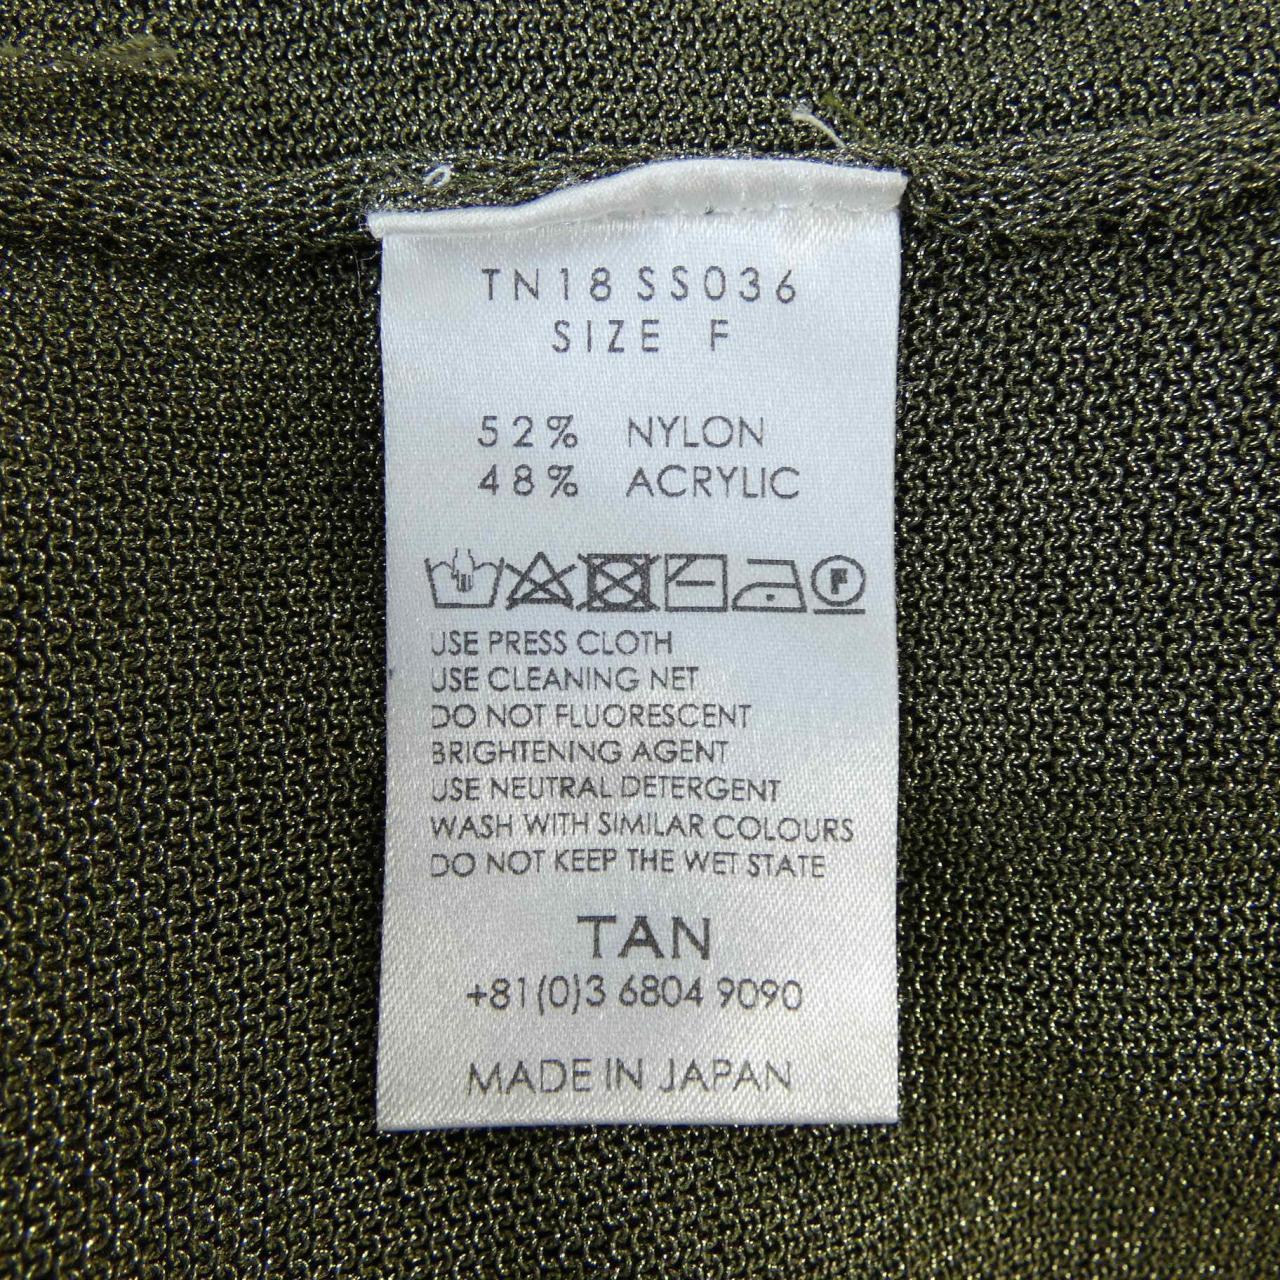 TN18 SS036
SIZE F
52% NYLON
48% ACRYLIC
F
USE PRESS CLOTH
USE CLEANING NET
DO NOT FLUORESCENT
BRIGHTENING AGENT
USE NEUTRAL DETERGENT
WASH WITH SIMILAR COLOURS
DO NOT KEEP THE WET STATE
TAN
+81(0)3 6804 9090
MADE IN JAPAN